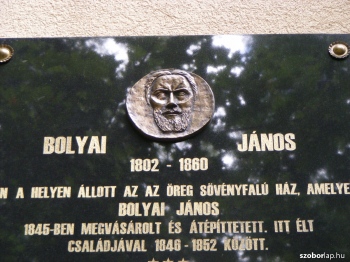 BOLYAI JÁNOS
1802 - 1860
N A HELYEN ÁLLOTT AZ AZ ÖREG SÖVÉNYFALÚ HÁZ, AMELYE
BOLYAI JÁNOS
1845-BEN MEGVÁSÁROLT ÉS ÁTÉPÍTTETETT. ITT ÉLT
CSALÁDJÁVAL 1846 - 1852 KÖZÖTT.
***
szoborlap.hu